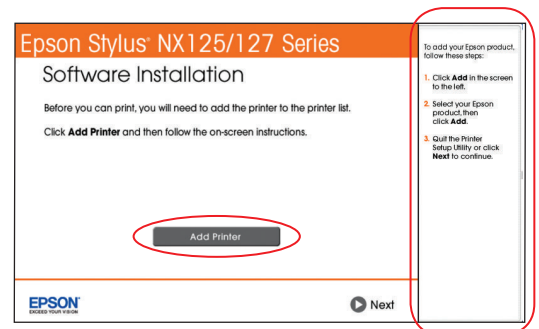 Epson Stylus® NX125/127 Series
Software Installation
Before you can print, you will need to add the printer to the printer list.
Click Add Printer and then follow the on-screen instructions.
Add Printer
EPSON®
EXCEED YOUR VISION
Next
To add your Epson product,
follow these steps:
1. Click Add in the screen
to the left.
2. Select your Epson
product, then
click Add.
3. Quit the Printer
Setup Utility or click
Next to continue.